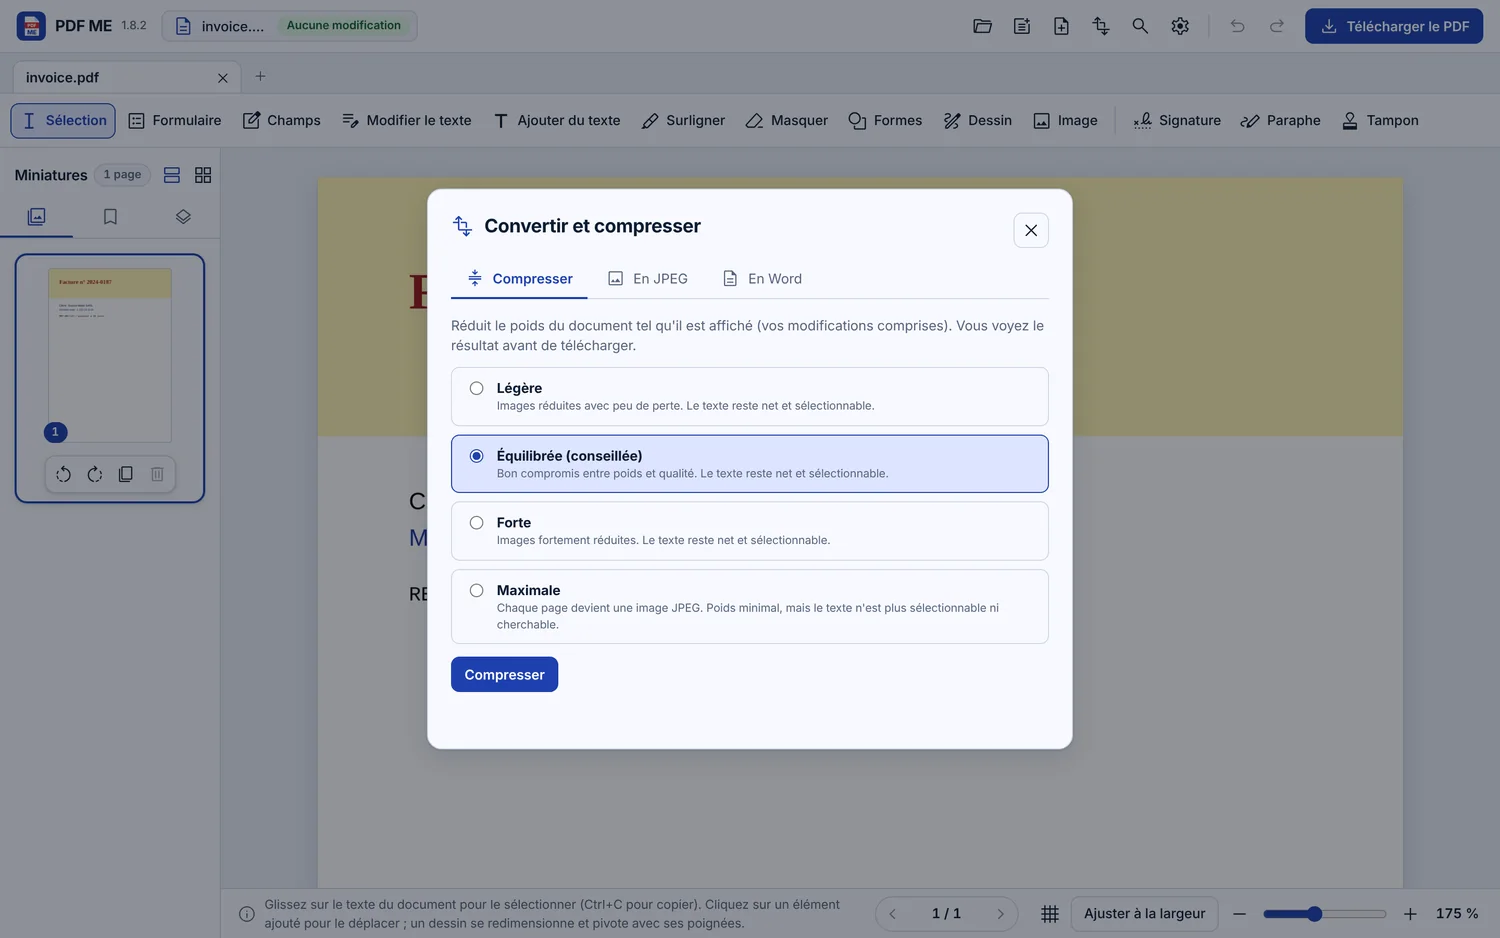 PDF ME 1.8.2 invoice.... Aucune modification Télécharger le PDF
invoice.pdf
Sélection Formulaire Champs Modifier le texte Ajouter du texte Surligner Masquer Formes Dessin Image Signature Paraphe Tampon
Miniatures 1 page
Facture n° 2024-0187
1
Convertir et compresser
Compresser En JPEG En Word
Réduit le poids du document tel qu'il est affiché (vos modifications comprises). Vous voyez le
résultat avant de télécharger.
Légère
Images réduites avec peu de perte. Le texte reste net et sélectionnable.
Équilibrée (conseillée)
Bon compromis entre poids et qualité. Le texte reste net et sélectionnable.
Forte
Images fortement réduites. Le texte reste net et sélectionnable.
Maximale
Chaque page devient une image JPEG. Poids minimal, mais le texte n'est plus sélectionnable ni
cherchable.
Compresser
Glissez sur le texte du document pour le sélectionner (Ctrl+C pour copier). Cliquez sur un élément
ajouté pour le déplacer ; un dessin se redimensionne et pivote avec ses poignées.
1 / 1 Ajuster à la largeur 175 %